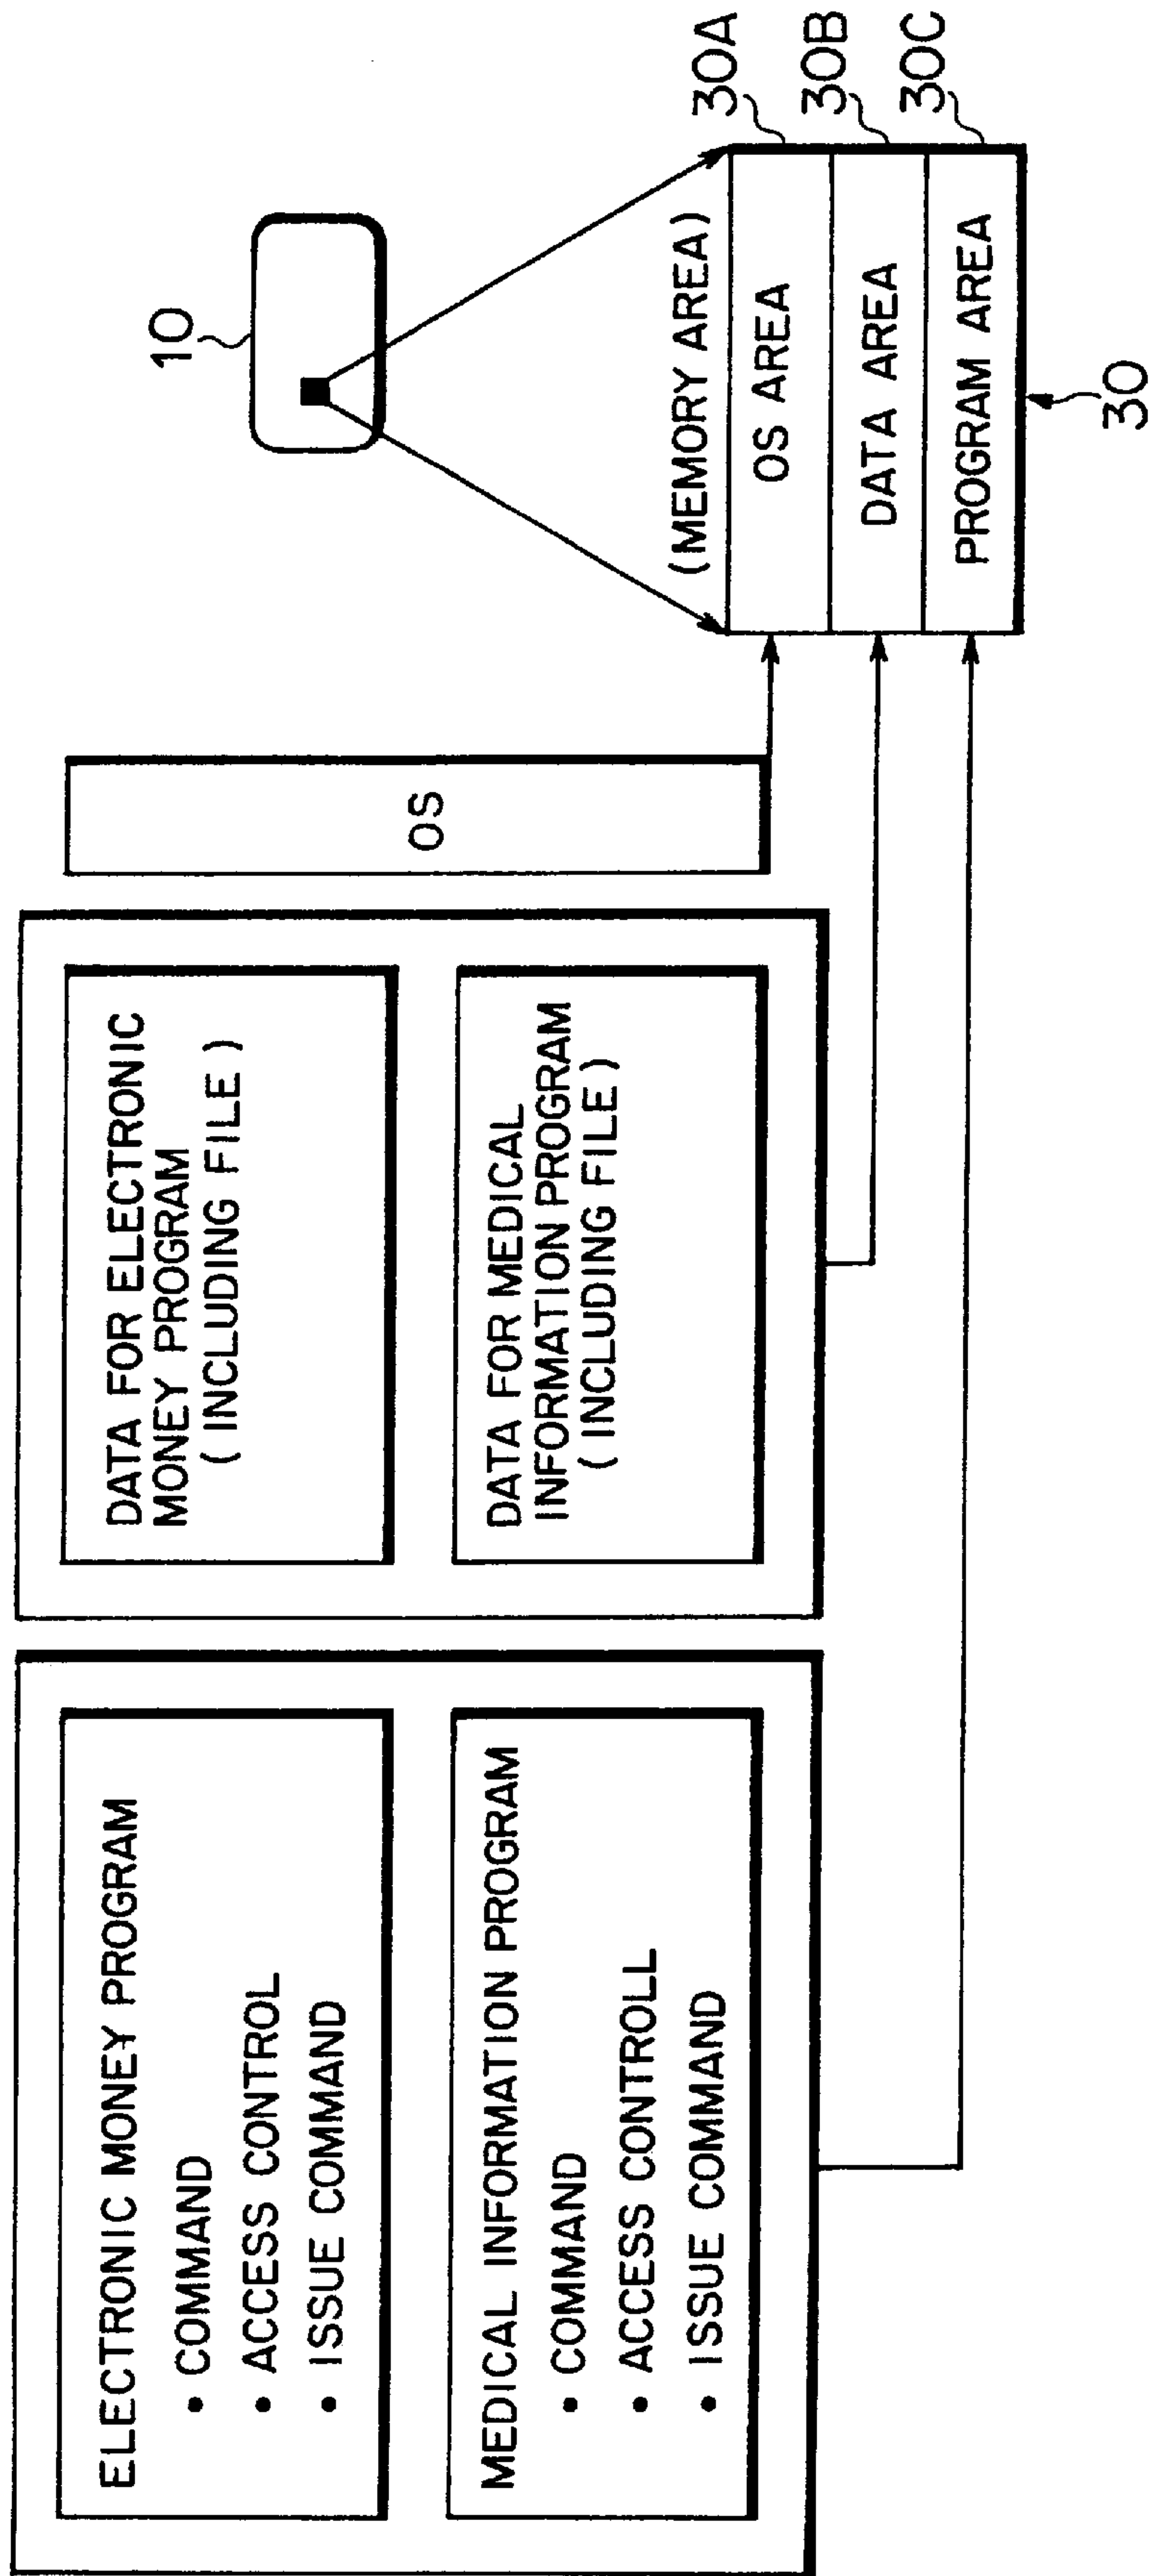 ELECTRONIC MONEY PROGRAM
• COMMAND
• ACCESS CONTROL
• ISSUE COMMAND
MEDICAL INFORMATION PROGRAM
• COMMAND
• ACCESS CONTROLL
• ISSUE COMMAND
DATA FOR ELECTRONIC
MONEY PROGRAM
( INCLUDING FILE )
DATA FOR MEDICAL
INFORMATION PROGRAM
( INCLUDING FILE )
OS
10
(MEMORY AREA)
OS AREA
30A
DATA AREA
30B
PROGRAM AREA
30C
30